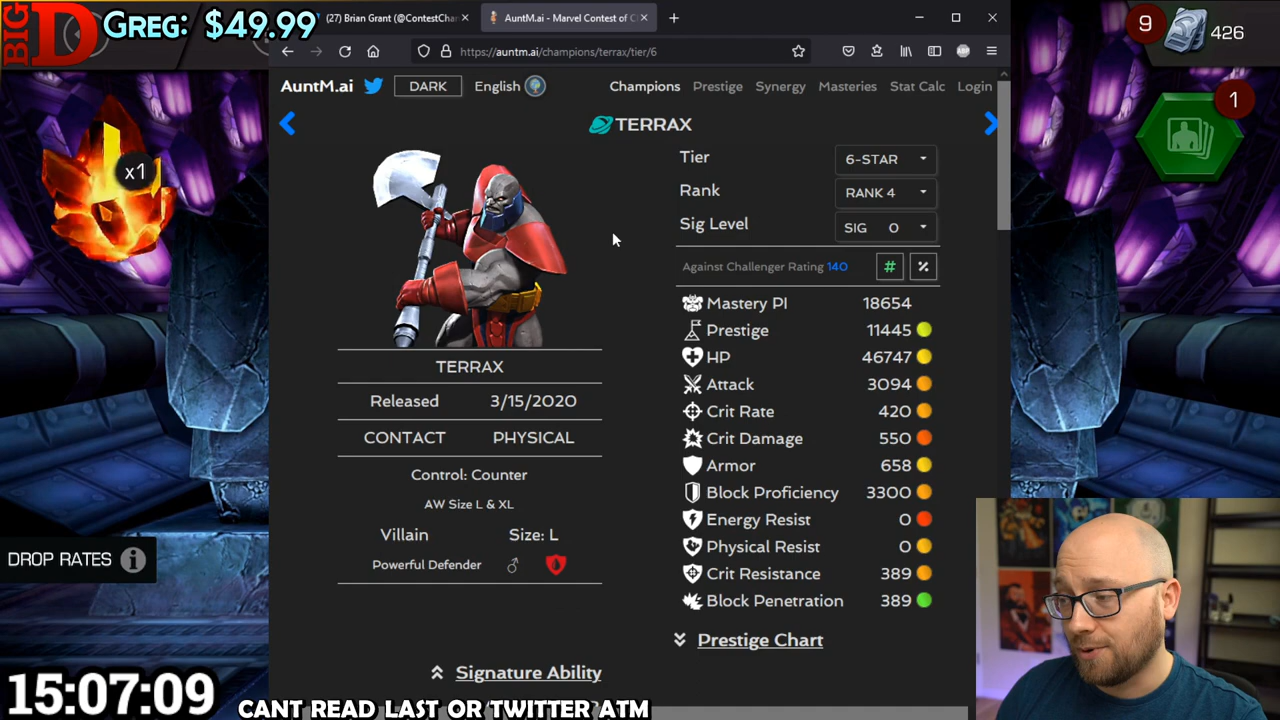 BIG D Greg: $49.99
(27) Brian Grant (@ContestCha
AuntM.ai - Marvel Contest of C
9
426
https://auntm.ai/champions/terrax/tier/6
AuntM.ai
DARK
English
Champions
Prestige
Synergy
Masteries
Stat Calc
Login
1
x1
TERRAX
Tier
6-STAR
Rank
RANK 4
Sig Level
SIG 0
Against Challenger Rating 140
#
%
Mastery PI 18654
Prestige 11445
HP 46747
Attack 3094
Crit Rate 420
Crit Damage 550
Armor 658
Block Proficiency 3300
Energy Resist 0
Physical Resist 0
Crit Resistance 389
Block Penetration 389
Prestige Chart
TERRAX
Released 3/15/2020
CONTACT PHYSICAL
Control: Counter
AW Size L & XL
Villain Size: L
Powerful Defender
Signature Ability
DROP RATES
15:07:09
CANT READ LAST OR TWITTER ATM